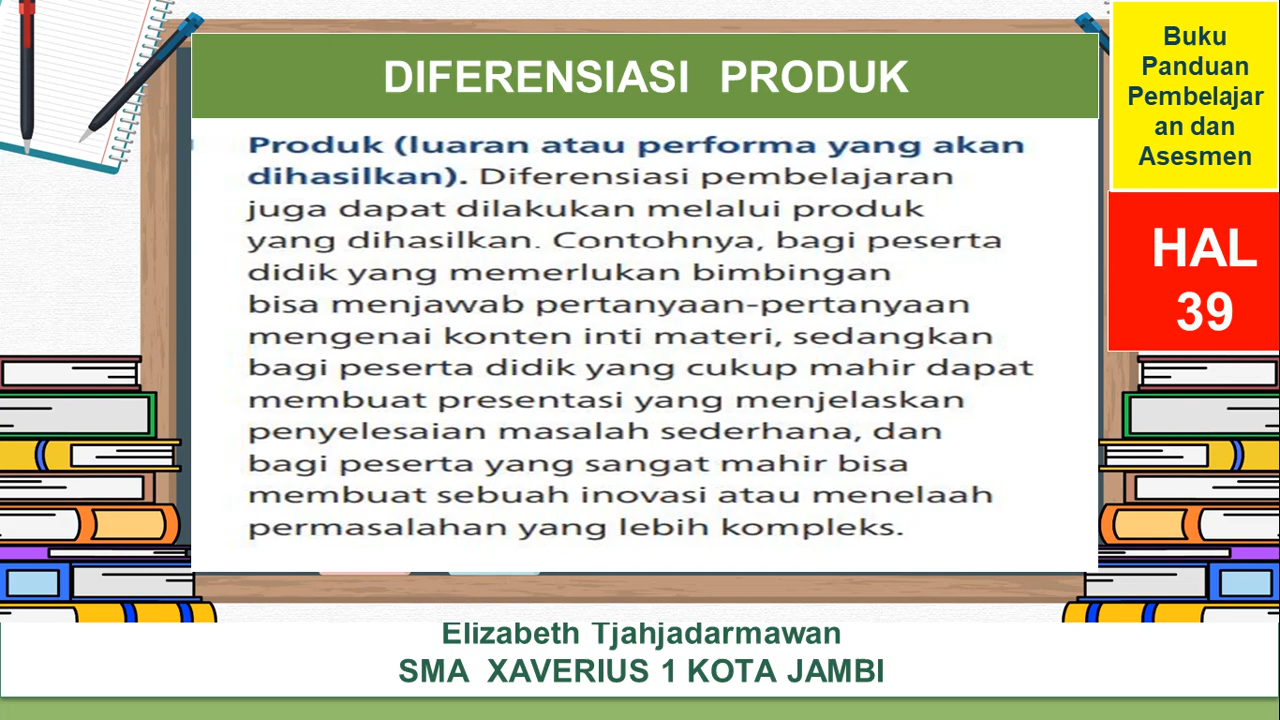 DIFERENSIASI PRODUK
Buku
Panduan
Pembelajar
an dan
Asesmen
HAL
39
Produk (luaran atau performa yang akan
dihasilkan). Diferensiasi pembelajaran
juga dapat dilakukan melalui produk
yang dihasilkan. Contohnya, bagi peserta
didik yang memerlukan bimbingan
bisa menjawab pertanyaan-pertanyaan
mengenai konten inti materi, sedangkan
bagi peserta didik yang cukup mahir dapat
membuat presentasi yang menjelaskan
penyelesaian masalah sederhana, dan
bagi peserta yang sangat mahir bisa
membuat sebuah inovasi atau menelaah
permasalahan yang lebih kompleks.
Elizabeth Tjahjadarmawan
SMA XAVERIUS 1 KOTA JAMBI